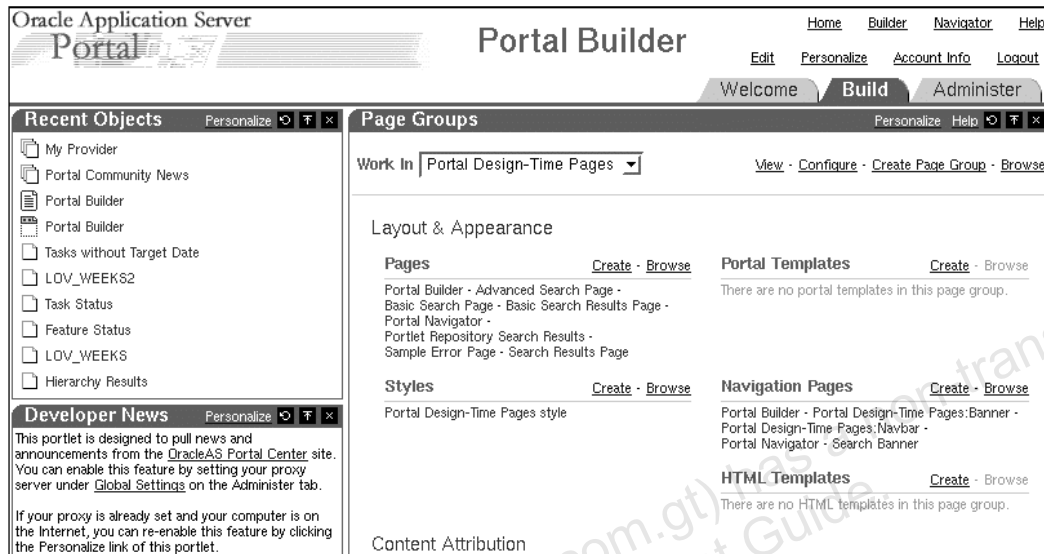 Oracle Application Server
Portal
Portal Builder
Home Builder Navigator Help
Edit Personalize Account Info Logout
Welcome Build Administer
Recent Objects Personalize
My Provider
Portal Community News
Portal Builder
Portal Builder
Tasks without Target Date
LOV_WEEKS2
Task Status
Feature Status
LOV_WEEKS
Hierarchy Results
Developer News Personalize
This portlet is designed to pull news and
announcements from the OracleAS Portal Center site.
You can enable this feature by setting your proxy
server under Global Settings on the Administer tab.
If your proxy is already set and your computer is on
the Internet, you can re-enable this feature by clicking
the Personalize link of this portlet.
Page Groups Personalize Help
Work In Portal Design-Time Pages View - Configure - Create Page Group - Browse
Layout & Appearance
Pages Create - Browse
Portal Builder - Advanced Search Page -
Basic Search Page - Basic Search Results Page -
Portal Navigator -
Portlet Repository Search Results -
Sample Error Page - Search Results Page
Portal Templates Create - Browse
There are no portal templates in this page group.
Styles Create - Browse
Portal Design-Time Pages style
Navigation Pages Create - Browse
Portal Builder - Portal Design-Time Pages:Banner -
Portal Design-Time Pages:Navbar -
Portal Navigator - Search Banner
HTML Templates Create - Browse
There are no HTML templates in this page group.
Content Attribution
om.gt) has a non-trans
t Guide.